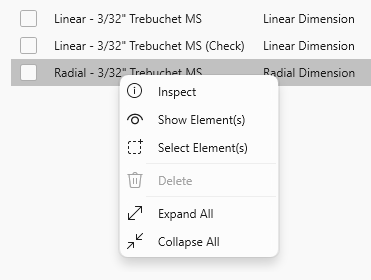 Linear - 3/32" Trebuchet MS Linear Dimension
Linear - 3/32" Trebuchet MS (Check) Linear Dimension
Radial - 3/32" Trebuchet MS Radial Dimension
Inspect
Show Element(s)
Select Element(s)
Delete
Expand All
Collapse All